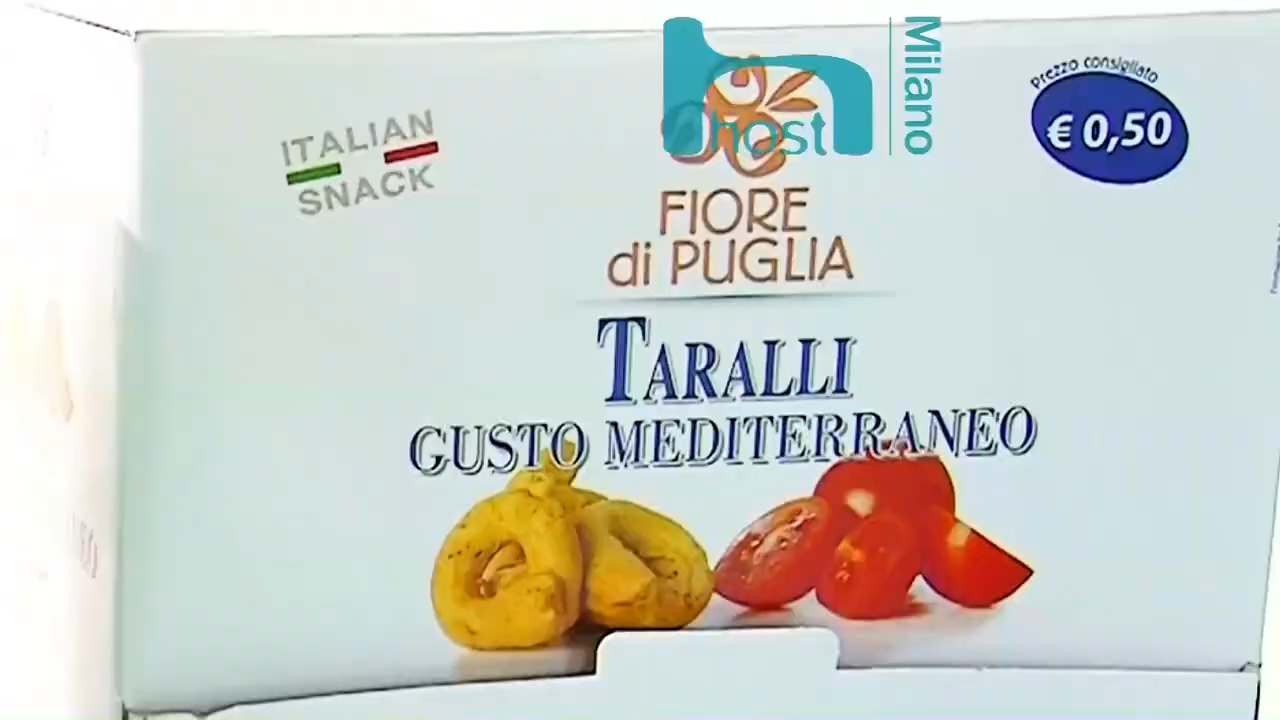 host
Milano
Prezzo consigliato
€ 0,50
ITALIAN
SNACK
FIORE
di PUGLIA
TARALLI
GUSTO MEDITERRANEO